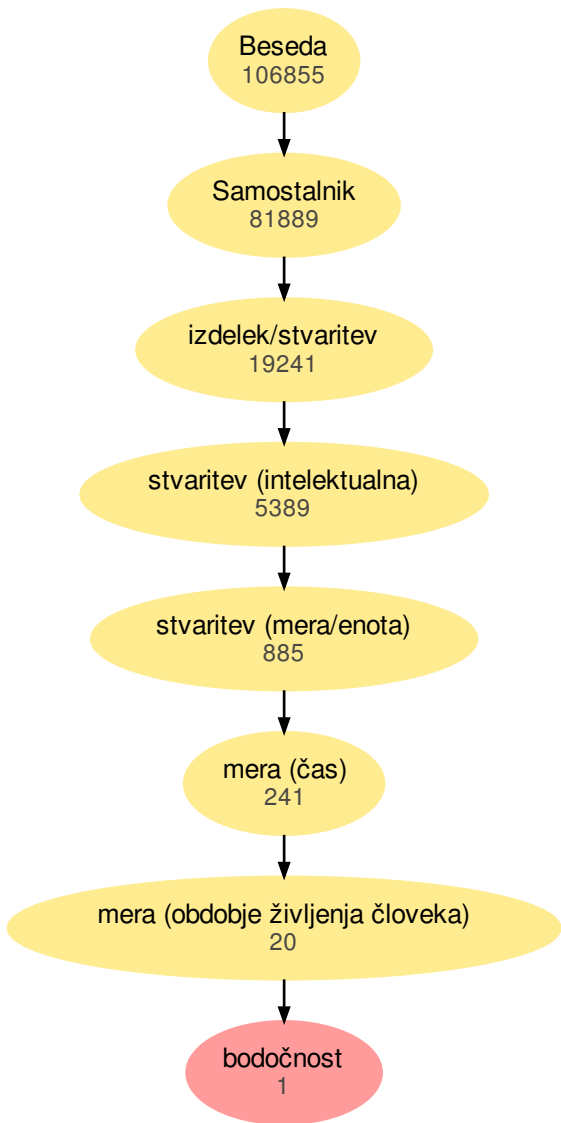 Beseda
106855
Samostalnik
81889
izdelek/stvaritev
19241
stvaritev (intelektualna)
5389
stvaritev (mera/enota)
885
mera (čas)
241
mera (obdobje življenja človeka)
20
bodočnost
1